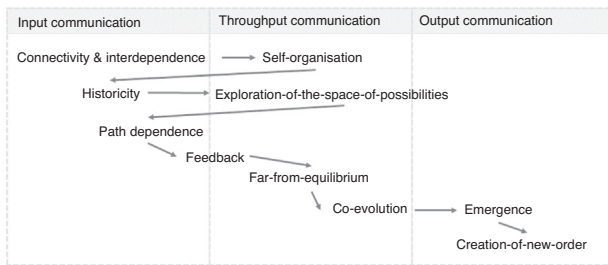 Input communication
Throughput communication
Output communication
Connectivity & interdependence
Self-organisation
Historicity
Exploration-of-the-space-of-possibilities
Path dependence
Feedback
Far-from-equilibrium
Co-evolution
Emergence
Creation-of-new-order